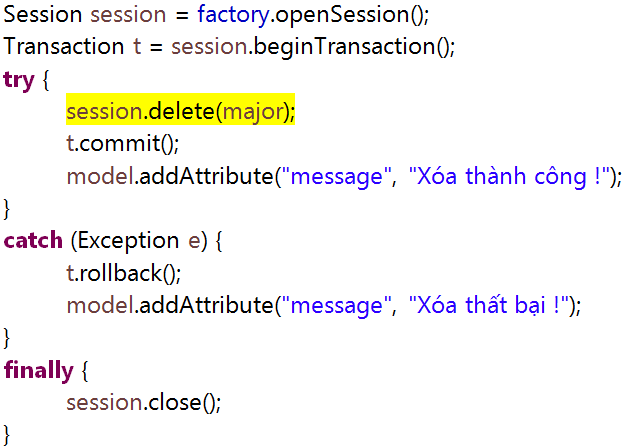 Session session = factory.openSession();
Transaction t = session.beginTransaction();
try {
session.delete(major);
t.commit();
model.addAttribute("message", "Xóa thành công !");
}
catch (Exception e) {
t.rollback();
model.addAttribute("message", "Xóa thất bại !");
}
finally {
session.close();
}